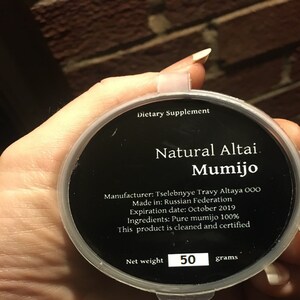 Dietary Supplement
Natural Altai
Mumijo
Manufacturer: Tselebnyye Travy Altaya OOO
Made in: Russian Federation
Expiration date: October 2019
Ingredients: Pure mumijo 100%
This product is cleaned and certified
Net weight 50 grams